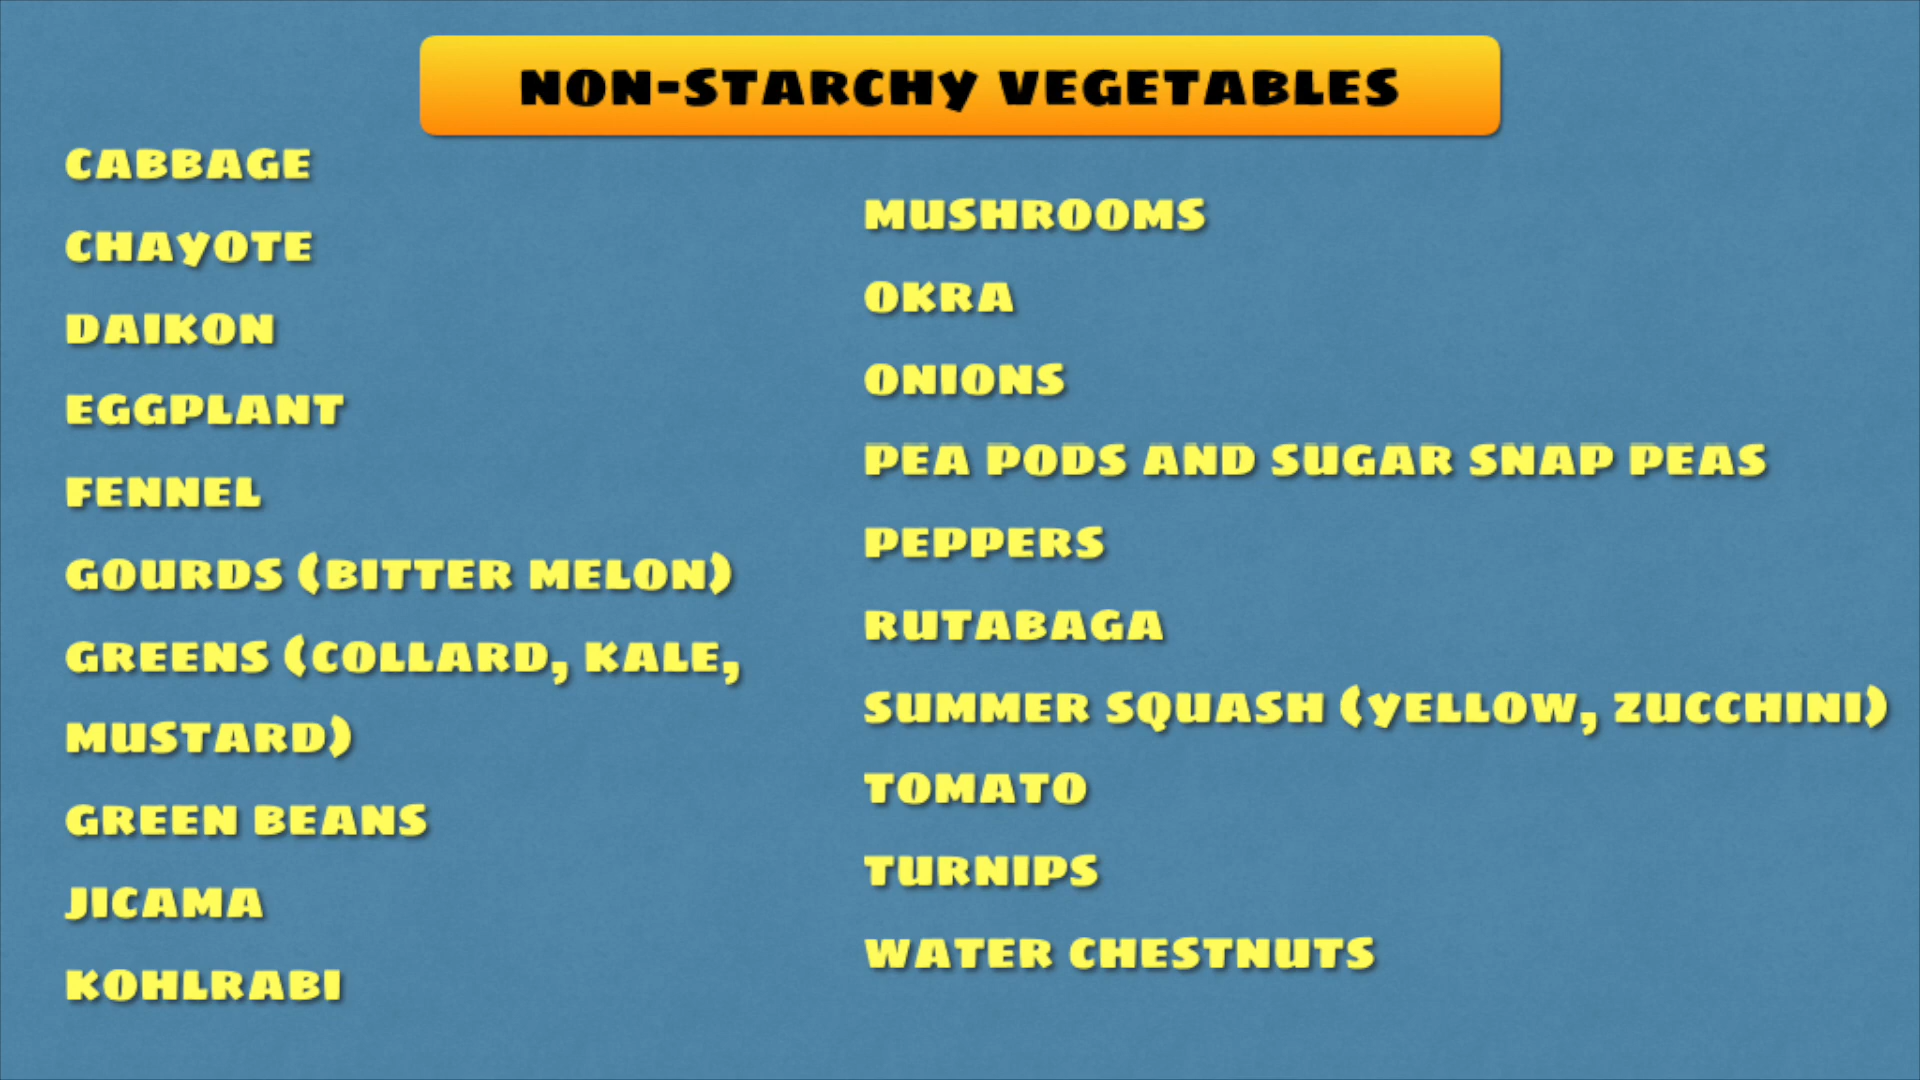 NON-STARCHY VEGETABLES
CABBAGE
CHAYOTE
DAIKON
EGGPLANT
FENNEL
GOURDS (BITTER MELON)
GREENS (COLLARD, KALE,
MUSTARD)
GREEN BEANS
JICAMA
KOHLRABI
MUSHROOMS
OKRA
ONIONS
PEA PODS AND SUGAR SNAP PEAS
PEPPERS
RUTABAGA
SUMMER SQUASH (YELLOW, ZUCCHINI)
TOMATO
TURNIPS
WATER CHESTNUTS